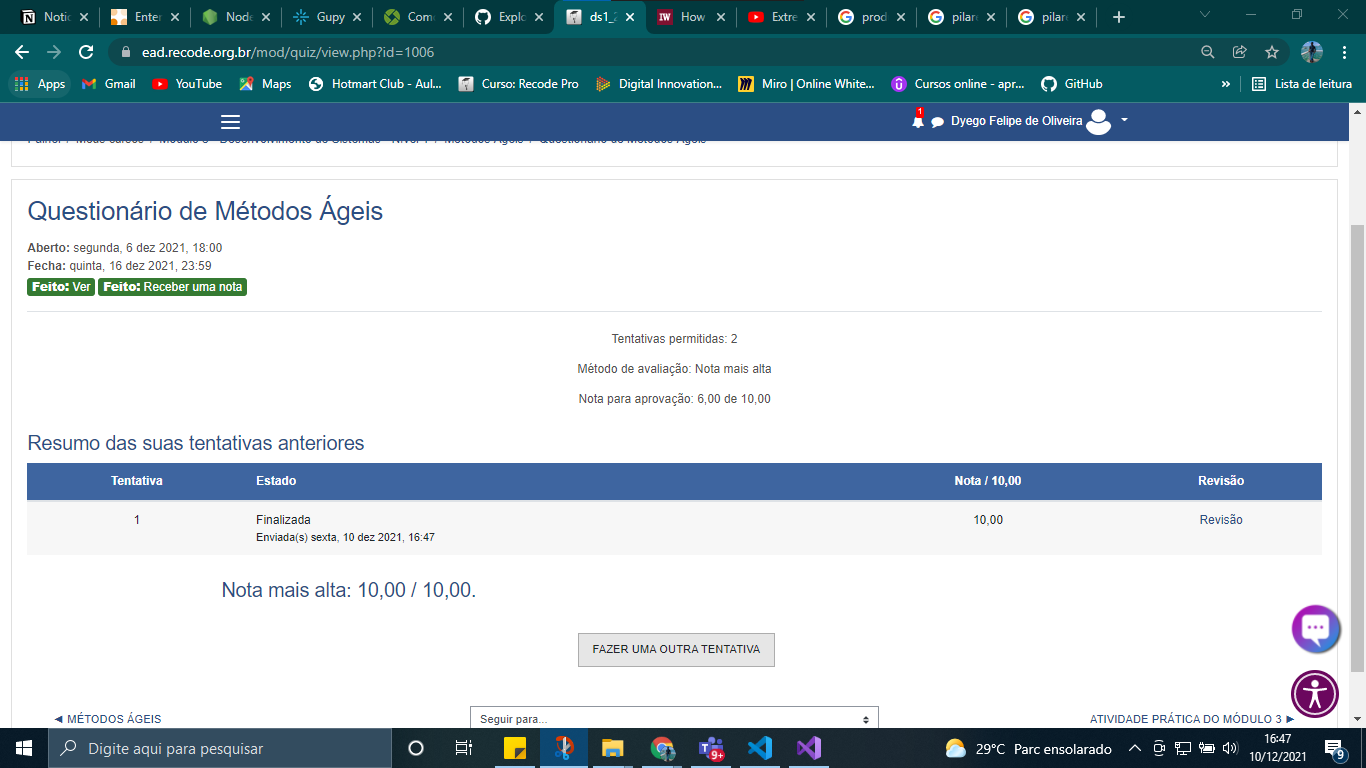 Notic
Enter
Node
Gupy
Com
Explo
ds1_2
How
Extre
prod
pilare
pilare
ead.recode.org.br/mod/quiz/view.php?id=1006
Apps
Gmail
YouTube
Maps
Hotmart Club - Aul...
Curso: Recode Pro
Digital Innovation...
Miro | Online White...
Cursos online - apr...
GitHub
»
Lista de leitura
1
Dyego Felipe de Oliveira
Questionário de Métodos Ágeis
Aberto: segunda, 6 dez 2021, 18:00
Fecha: quinta, 16 dez 2021, 23:59
Feito: Ver Feito: Receber uma nota
Tentativas permitidas: 2
Método de avaliação: Nota mais alta
Nota para aprovação: 6,00 de 10,00
Resumo das suas tentativas anteriores
Tentativa Estado Nota / 10,00 Revisão
1 Finalizada 10,00 Revisão
Enviada(s) sexta, 10 dez 2021, 16:47
Nota mais alta: 10,00 / 10,00.
FAZER UMA OUTRA TENTATIVA
◄ MÉTODOS ÁGEIS
Seguir para...
ATIVIDADE PRÁTICA DO MÓDULO 3 ►
Digite aqui para pesquisar
9+
29°C Parc ensolarado
16:47
10/12/2021
9